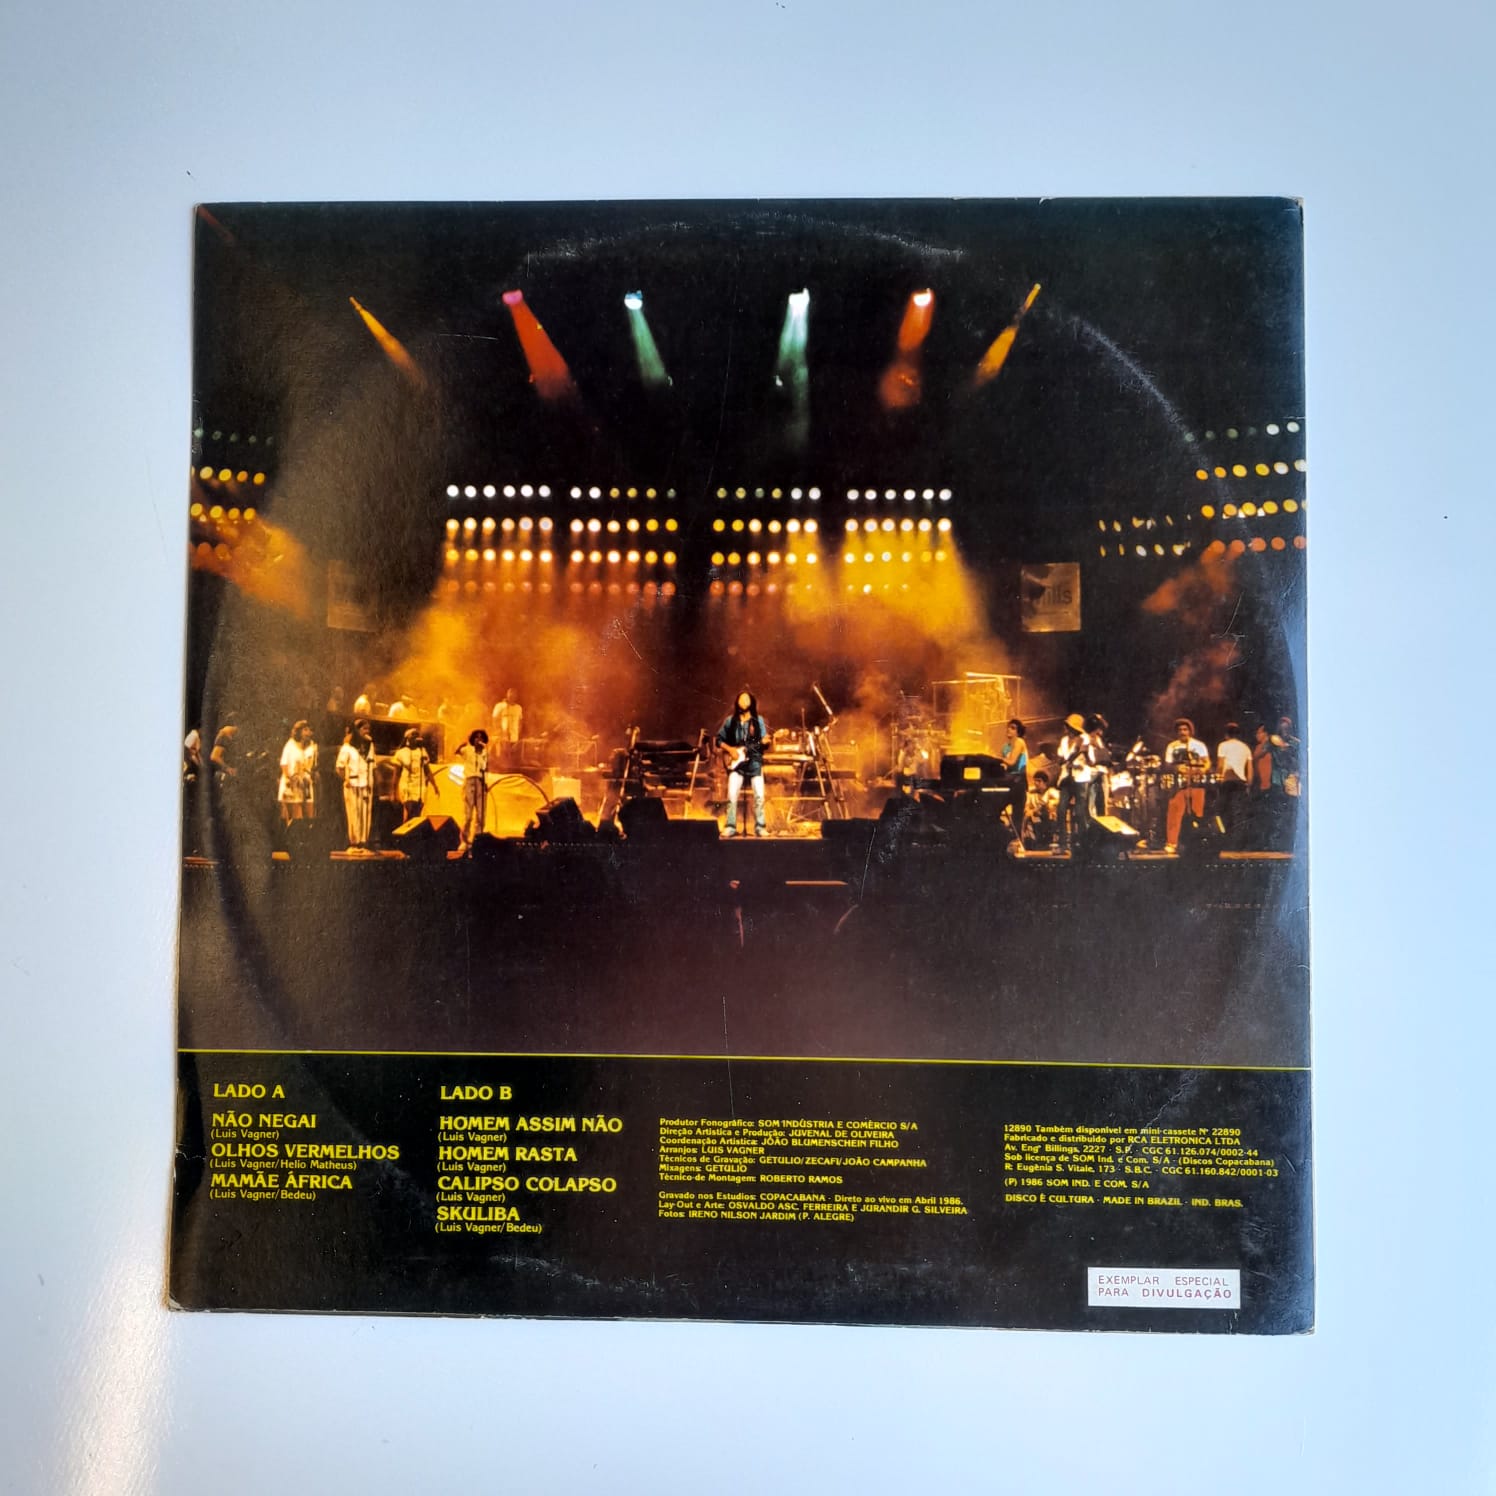 LADO A
NÃO NEGAI
(Luis Vagner)
OLHOS VERMELHOS
(Luis Vagner/Helio Matheus)
MAMÃE ÁFRICA
(Luis Vagner/Bedeu)
LADO B
HOMEM ASSIM NÃO
(Luis Vagner)
HOMEM RASTA
(Luis Vagner)
CALIPSO COLAPSO
(Luis Vagner)
SKULIBA
(Luis Vagner/Bedeu)
Produtor Fonográfico: SOM INDÚSTRIA E COMÉRCIO S/A
Direção Artística e Produção: JUVENAL DE OLIVEIRA
Coordenação Artística: JOÃO BLUMENSCHEIN FILHO
Arranjos: LUIS VAGNER
Técnicos de Gravação: GETULIO/ZECAFI/JOÃO CAMPANHA
Mixagens: GETULIO
Técnico de Montagem: ROBERTO RAMOS
Gravado nos Estudios: COPACABANA - Direto ao vivo em Abril 1986.
Lay-Out e Arte: OSVALDO ASC. FERREIRA E JURANDIR G. SILVEIRA
Fotos: IRENO NILSON JARDIM (P. ALEGRE)
12890 Também disponível em mini-cassete Nº 22890
Fabricado e distribuido por RCA ELETRONICA LTDA
Av. Engº Billings, 2227 - S.P. - CGC 61.126.074/0002-44
Sob licença de SOM Ind. e Com. S/A - (Discos Copacabana)
R: Eugênia S. Vitale, 173 - S.B.C. - CGC 61.160.842/0001-03
(P) 1986 SOM IND. E COM. S/A
DISCO É CULTURA - MADE IN BRAZIL - IND. BRAS.
EXEMPLAR ESPECIAL
PARA DIVULGAÇÃO